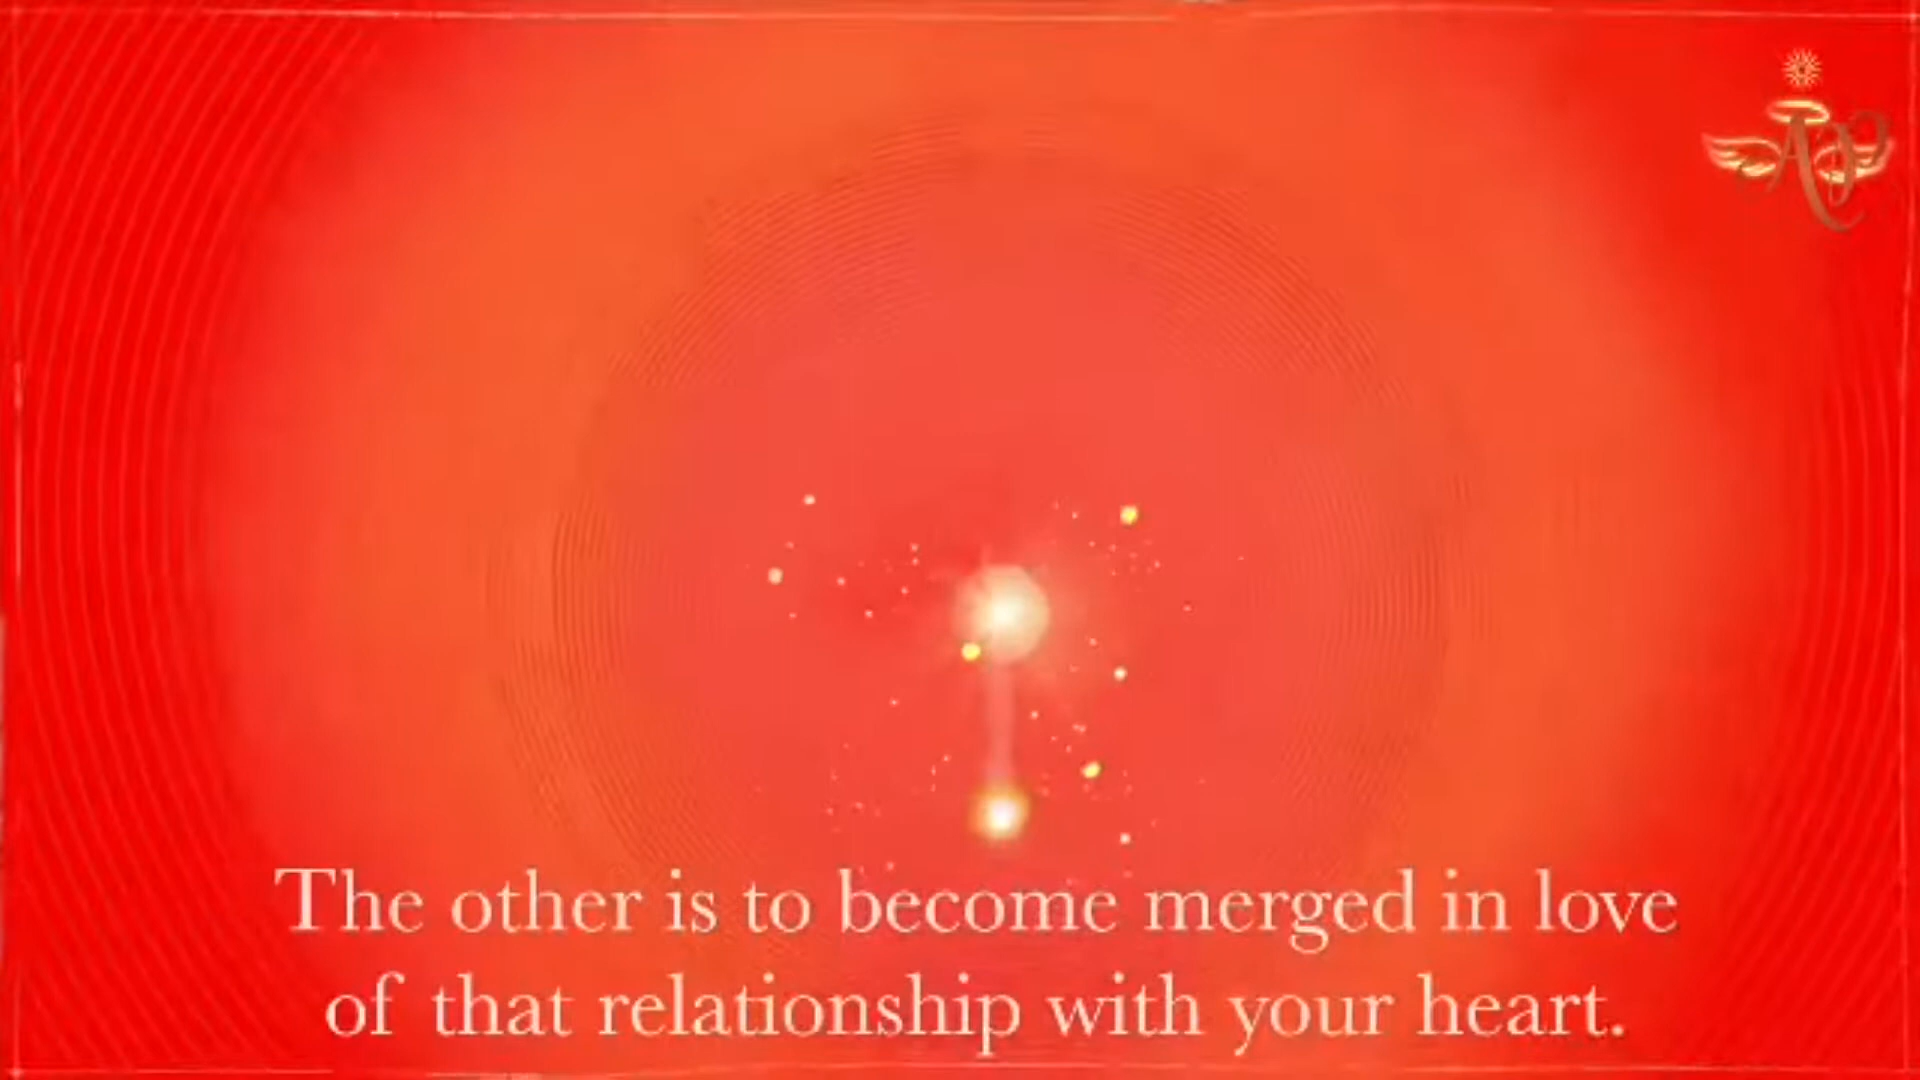 The other is to become merged in love
of that relationship with your heart.